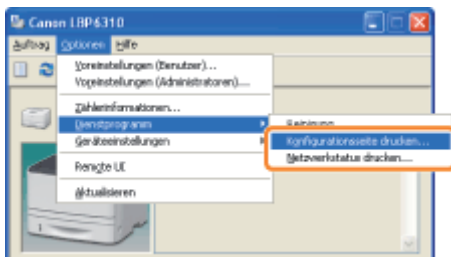 Canon LBP6310
Auftrag Optionen Hilfe
Voreinstellungen (Benutzer)...
Voreinstellungen (Administratoren)...
Zählerinformationen...
Dienstprogramm
Reinigung
Geräteeinstellungen
Konfigurationsseite drucken...
Netzwerkstatus drucken...
Remote UI
Aktualisieren